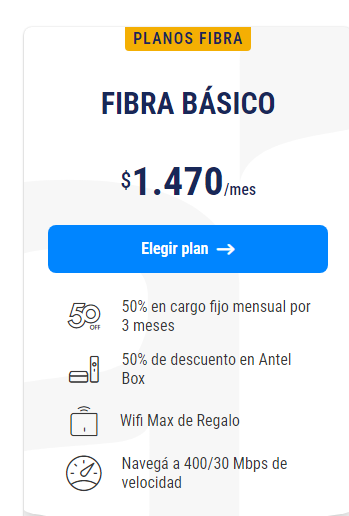 PLANOS FIBRA
FIBRA BÁSICO
$1.470/mes
Elegir plan →
50 OFF
50% en cargo fijo mensual por
3 meses
50% de descuento en Antel
Box
Wifi Max de Regalo
Navegá a 400/30 Mbps de
velocidad